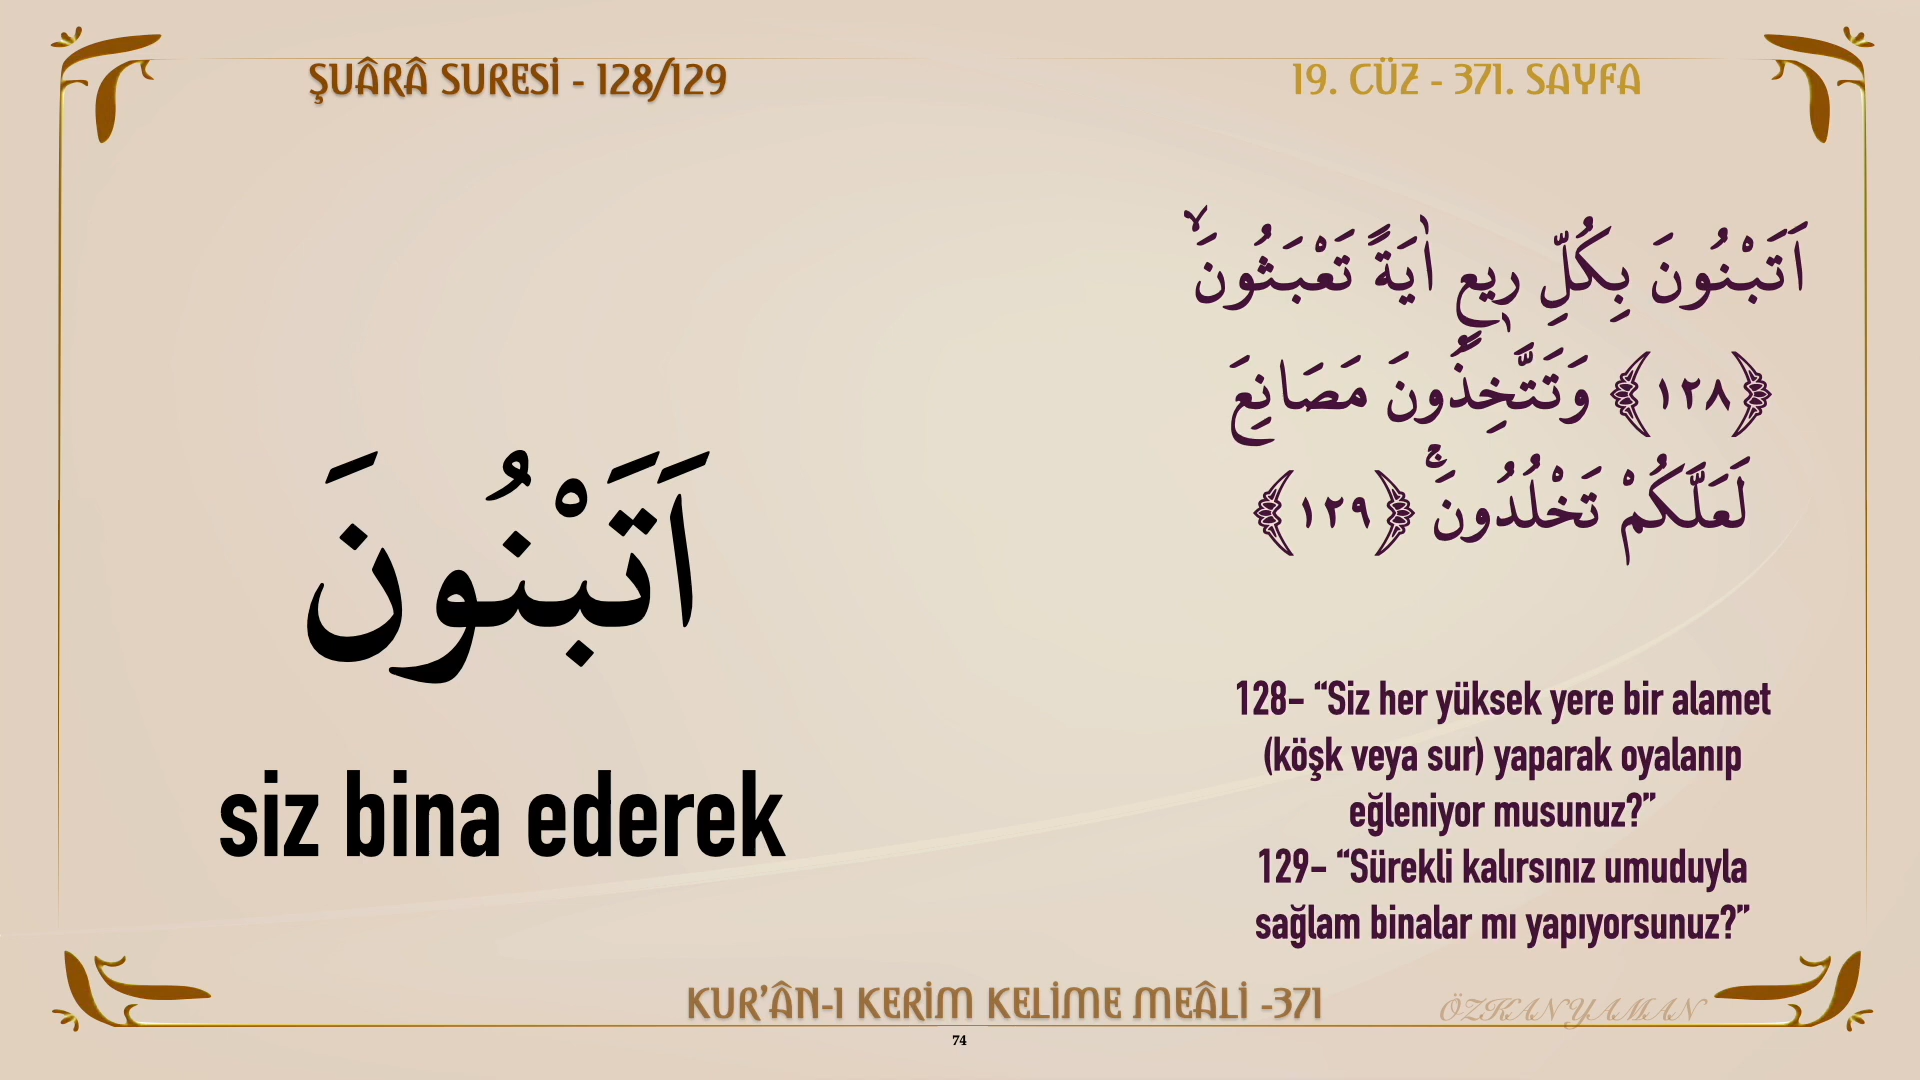 ŞUÂRÂ SURESİ - 128/129
19. CÜZ - 371. SAYFA
اَتَبْنُونَ بِكُلِّ رٖيعٍ اٰيَةً تَعْبَثُونَۙ
﴿١٢٨﴾ وَتَتَّخِذُونَ مَصَانِعَ
لَعَلَّكُمْ تَخْلُدُونَۚ ﴿١٢٩﴾
اَتَبْنُونَ
siz bina ederek
128– “Siz her yüksek yere bir alamet
(köşk veya sur) yaparak oyalanıp
eğleniyor musunuz?”
129– “Sürekli kalırsınız umuduyla
sağlam binalar mı yapıyorsunuz?”
KUR’ÂN-I KERİM KELİME MEÂLİ -371
ÖZKAN YAMAN
74